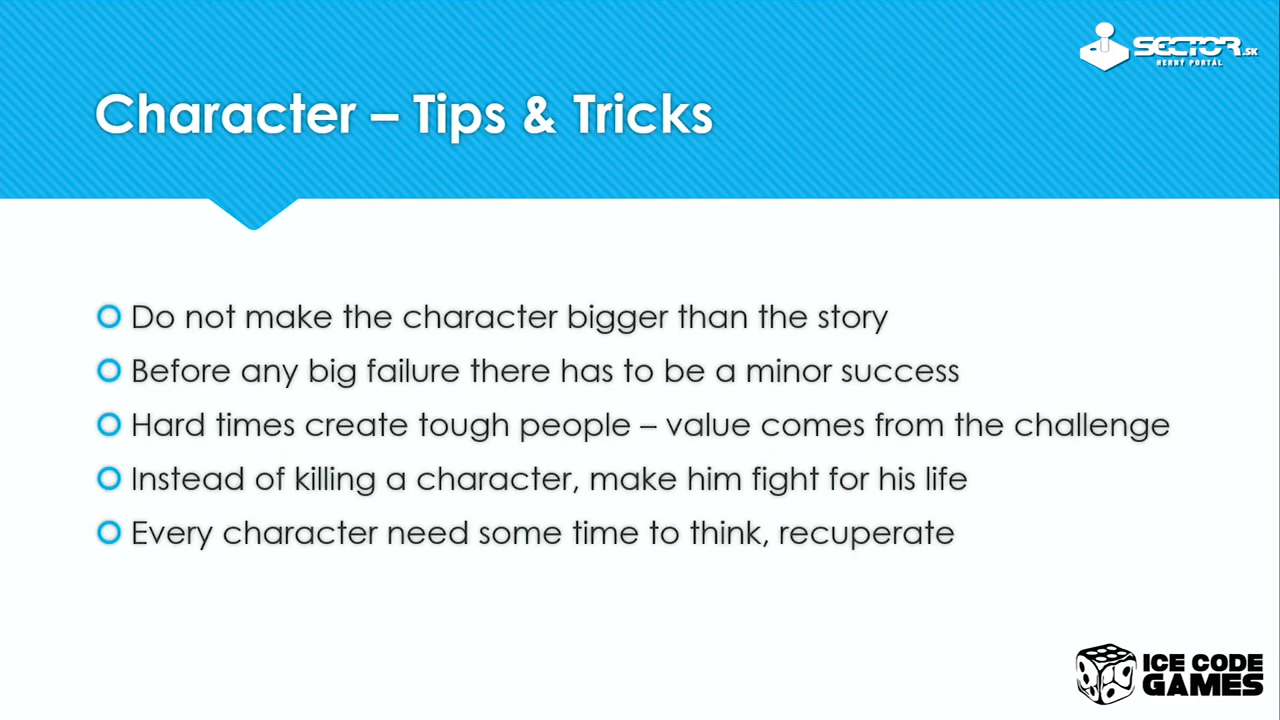 SECTOR.SK
HERNÝ PORTÁL
Character – Tips & Tricks
Do not make the character bigger than the story
Before any big failure there has to be a minor success
Hard times create tough people – value comes from the challenge
Instead of killing a character, make him fight for his life
Every character need some time to think, recuperate
ICE CODE
GAMES